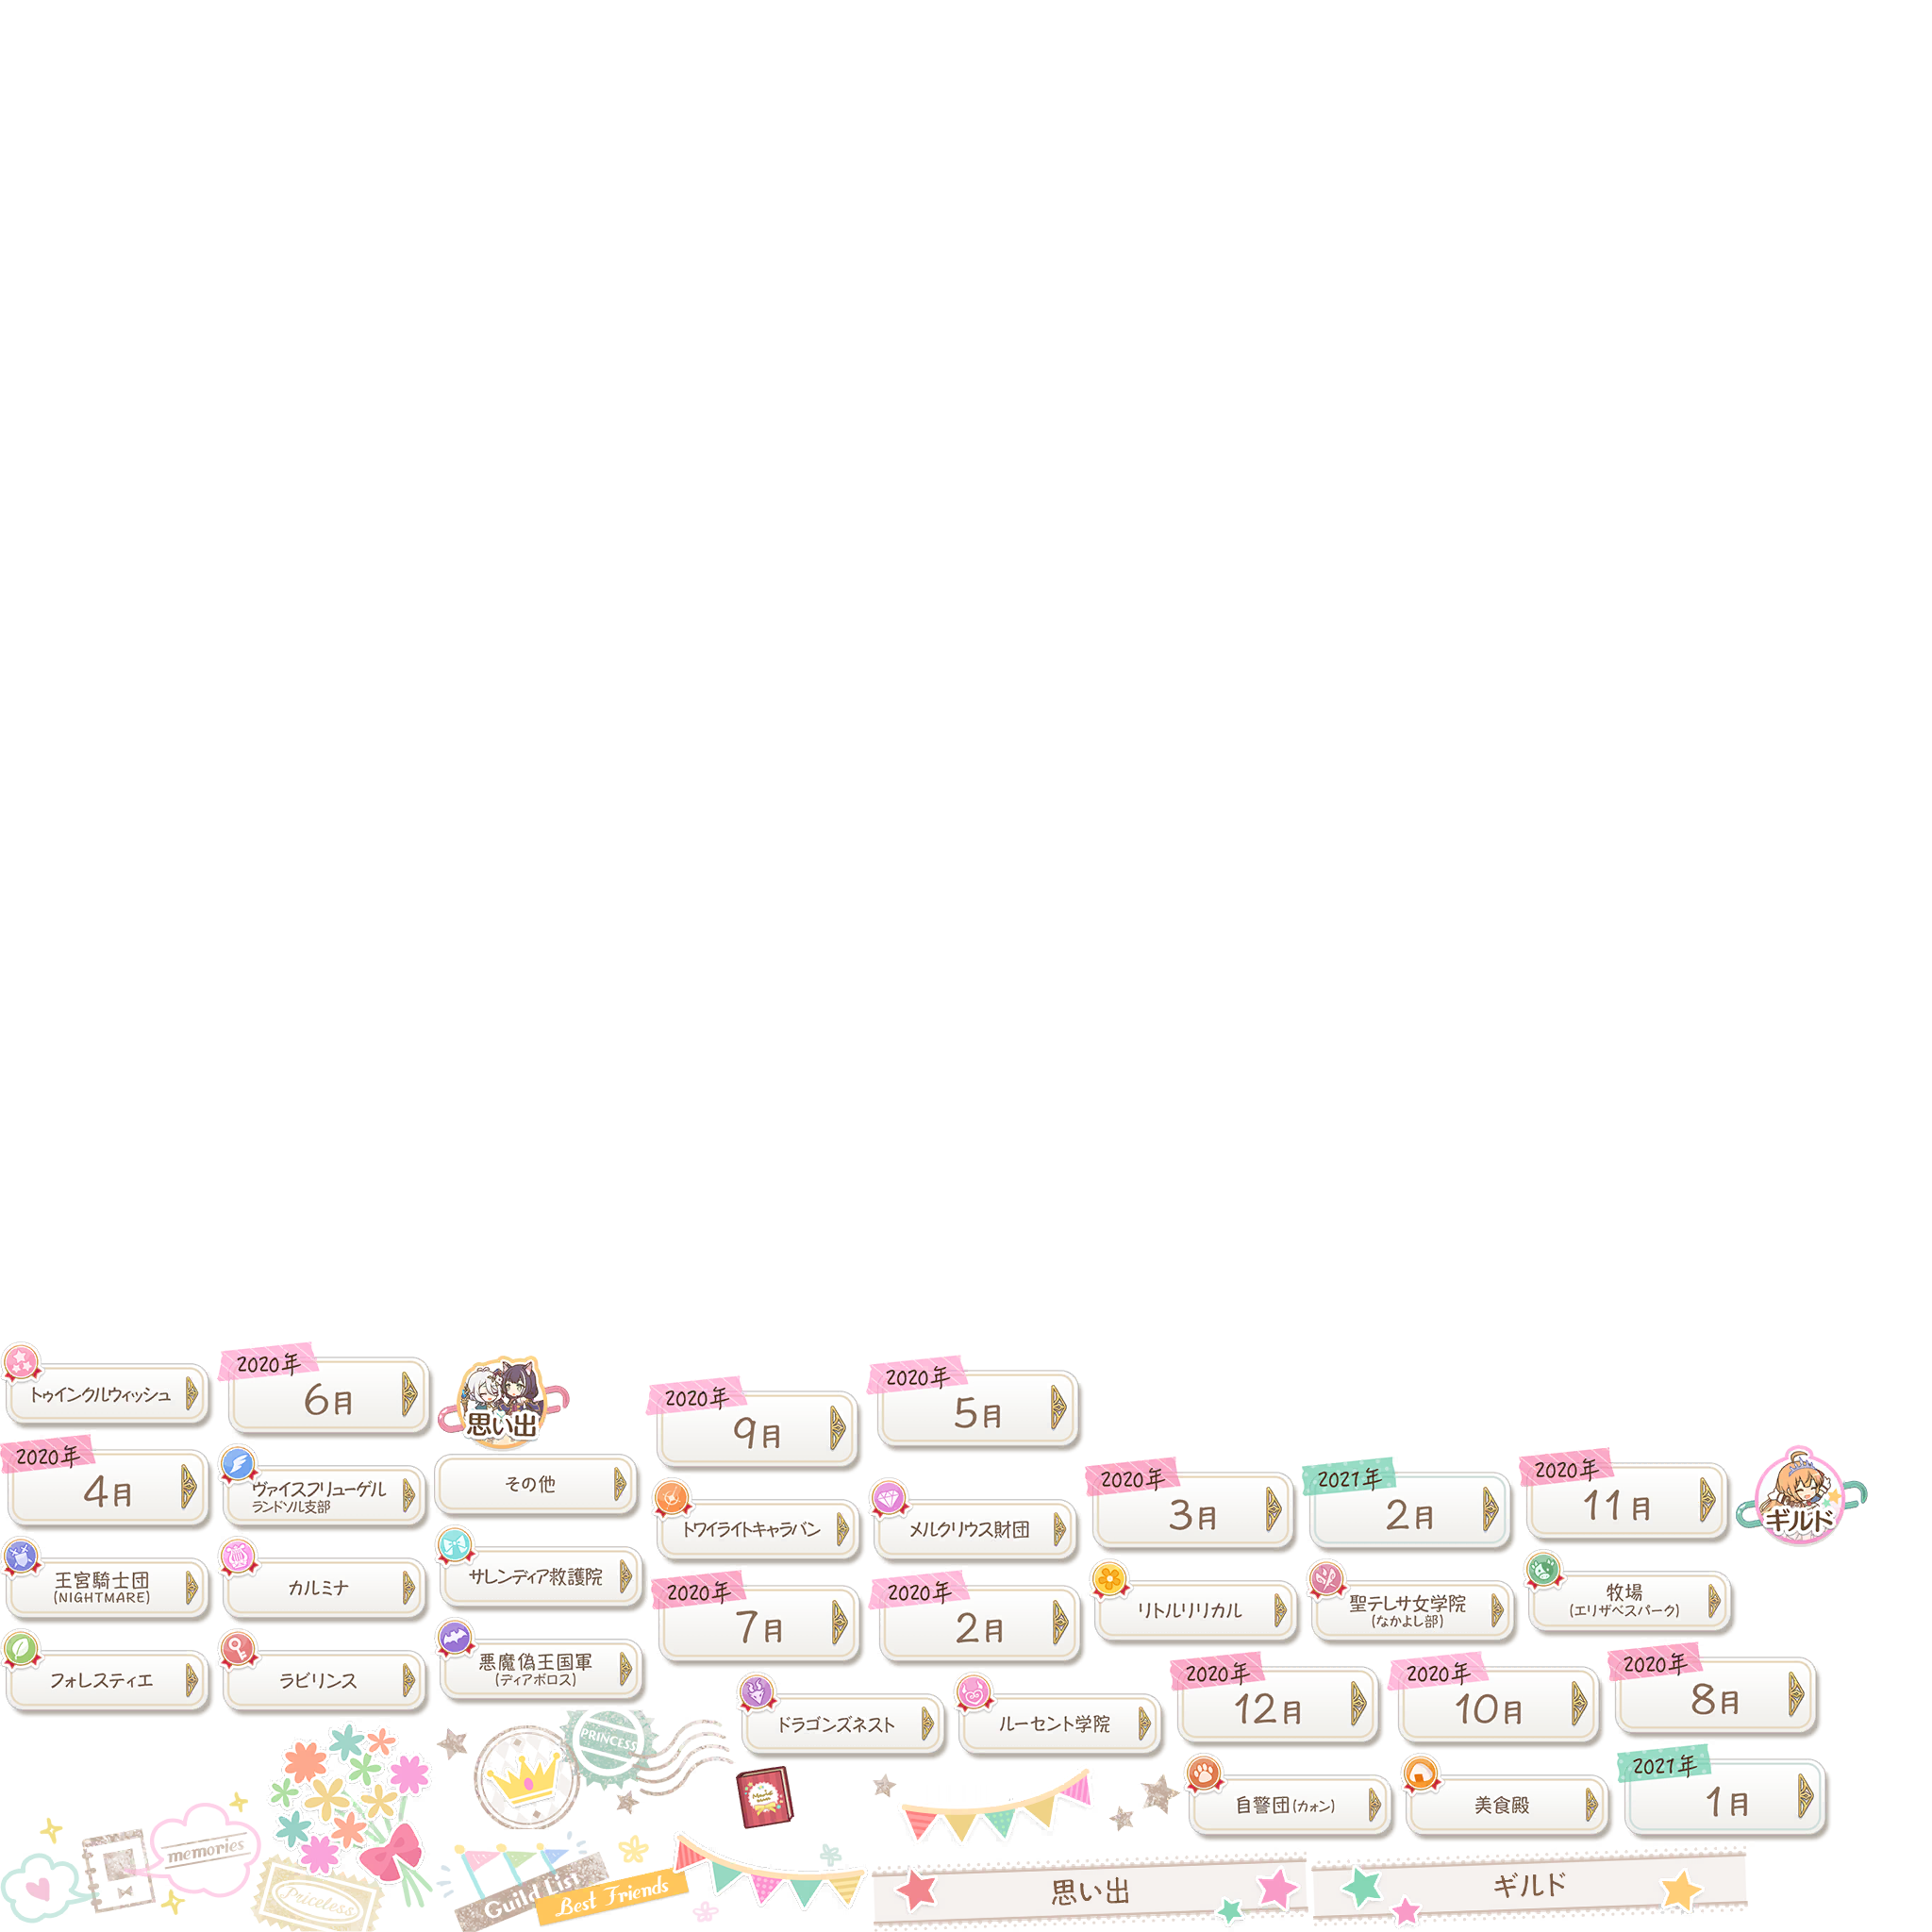 トゥインクルウィッシュ
2020年
6月
思い出
2020年
9月
2020年
5月
2020年
4月
ヴァイスフリューゲル
ランドソル支部
その他
トワイライトキャラバン
メルクリウス財団
2020年
3月
2021年
2月
2020年
11月
ギルド
王宮騎士団
(NIGHTMARE)
カルミナ
サレンディア救護院
2020年
7月
2020年
2月
リトルリリカル
聖テレサ女学院
(なかよし部)
牧場
(エリザベスパーク)
フォレスティエ
ラビリンス
悪魔偽王国軍
(ディアボロス)
ドラゴンズネスト
ルーセント学院
2020年
12月
2020年
10月
2020年
8月
PRINCESS
自警団(カォン)
美食殿
2021年
1月
memories
Priceless
Guild List
Best Friends
思い出
ギルド